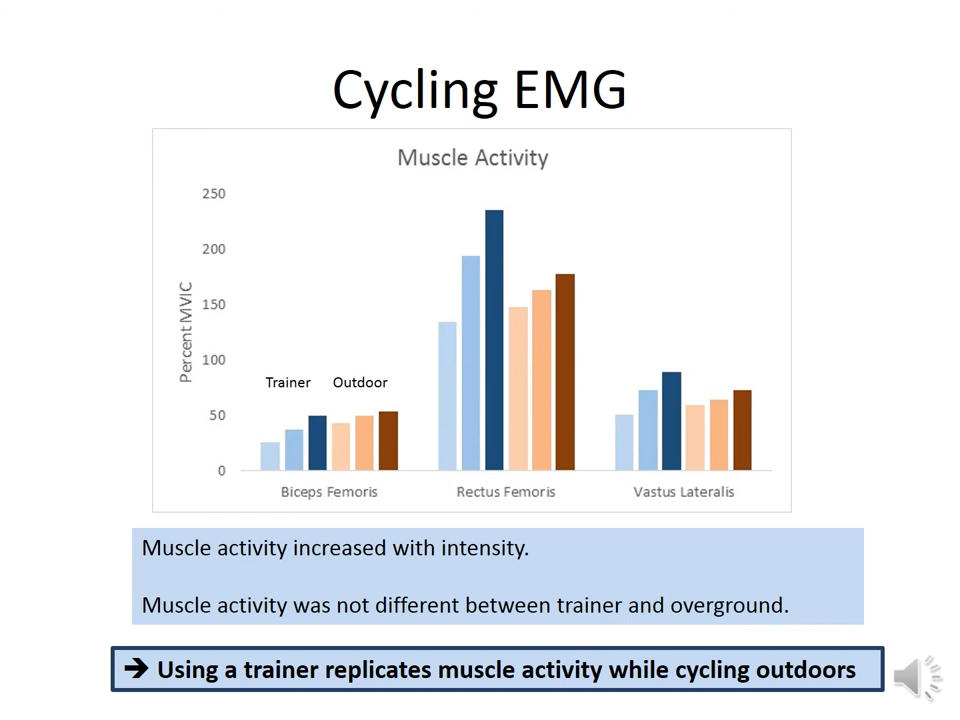 Cycling EMG
Muscle Activity
250
200
150
100
50
0
Percent MVIC
Trainer Outdoor
Biceps Femoris Rectus Femoris Vastus Lateralis
Muscle activity increased with intensity.
Muscle activity was not different between trainer and overground.
➔ Using a trainer replicates muscle activity while cycling outdoors